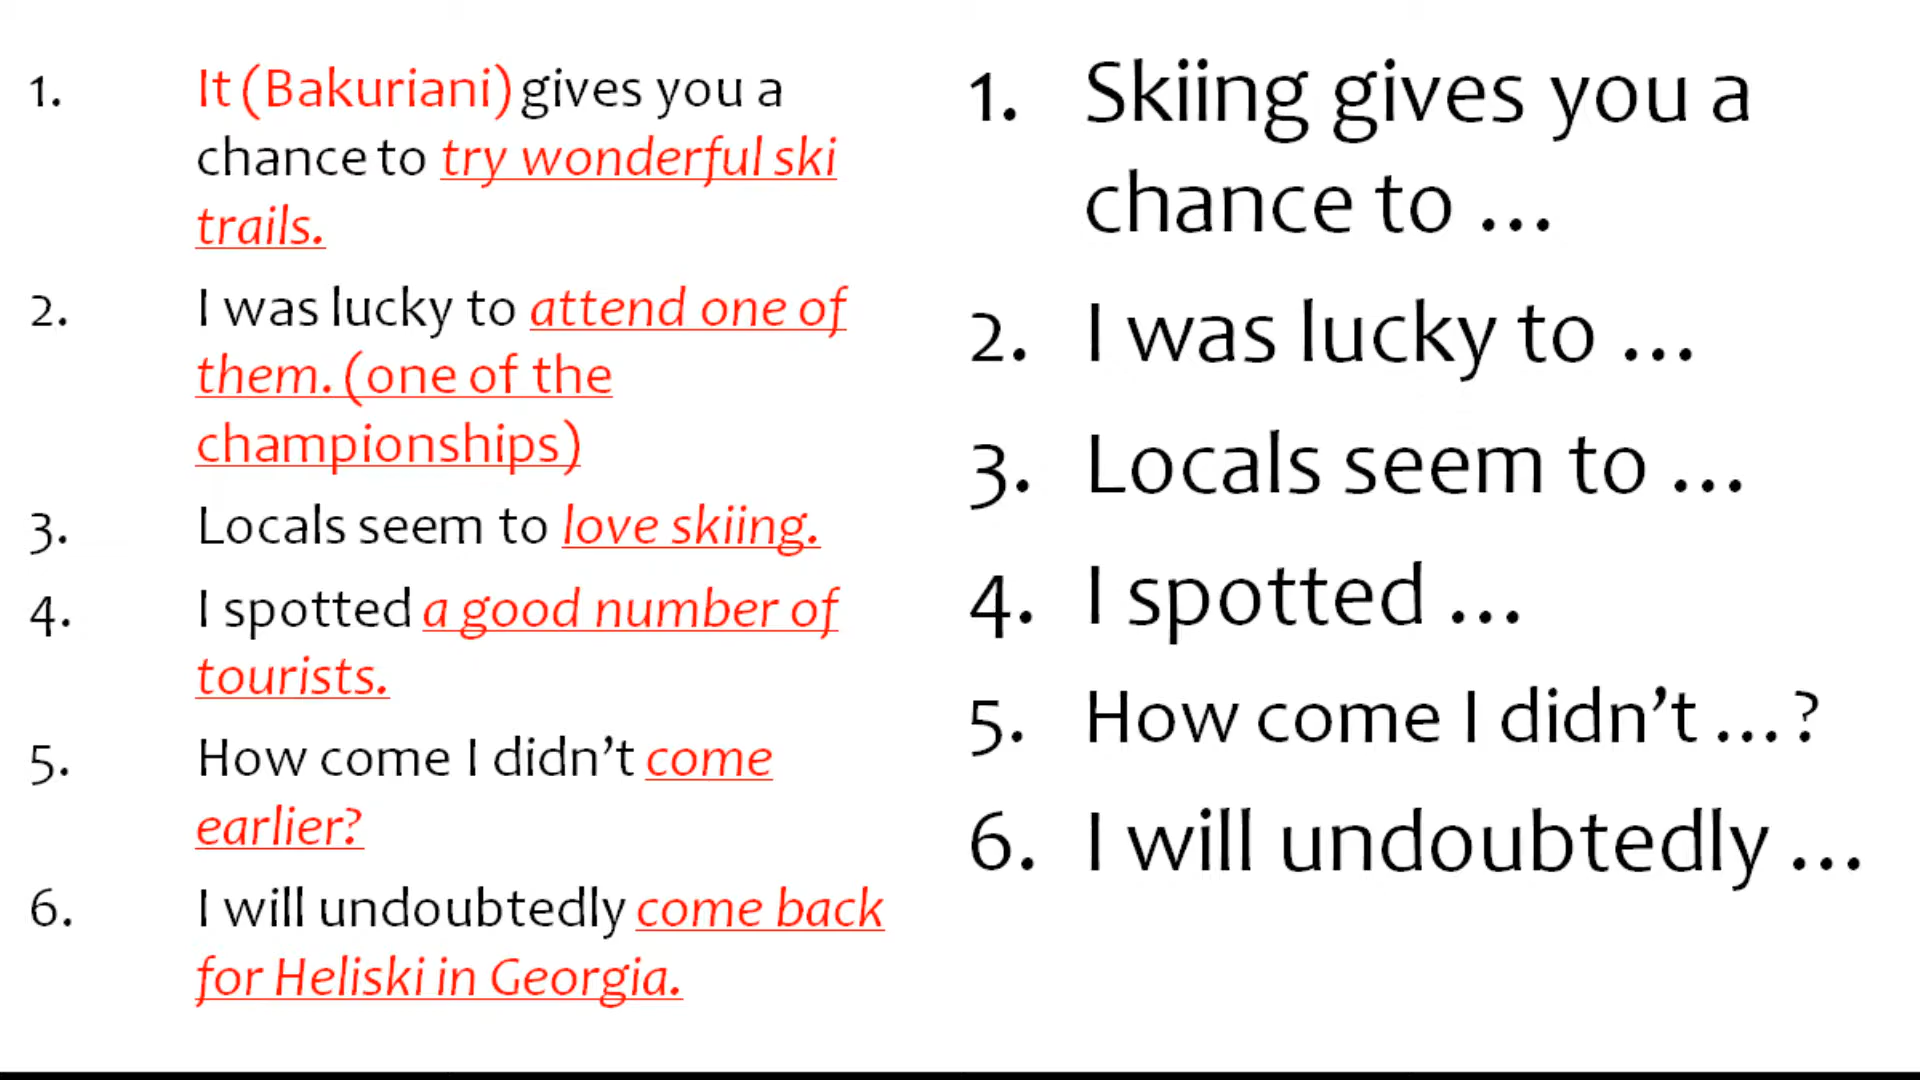 1. It (Bakuriani) gives you a
chance to try wonderful ski
trails.
2. I was lucky to attend one of
them. (one of the
championships)
3. Locals seem to love skiing.
4. I spotted a good number of
tourists.
5. How come I didn’t come
earlier?
6. I will undoubtedly come back
for Heliski in Georgia.
1. Skiing gives you a
chance to ...
2. I was lucky to ...
3. Locals seem to ...
4. I spotted ...
5. How come I didn’t ...?
6. I will undoubtedly ...